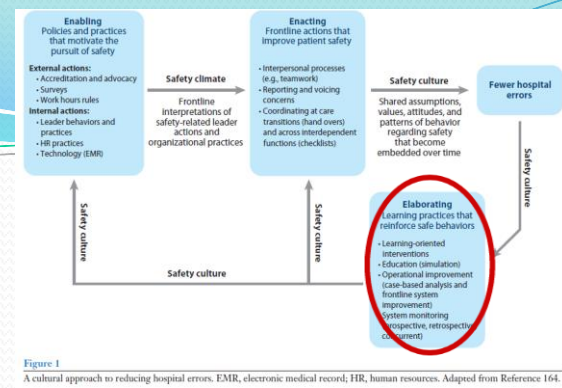 Enabling
Policies and practices
that motivate the
pursuit of safety
External actions:
• Accreditation and advocacy
• Surveys
• Work hours rules
Internal actions:
• Leader behaviors and
practices
• HR practices
• Technology (EMR)
Safety climate
Frontline
interpretations of
safety-related leader
actions and
organizational practices
Enacting
Frontline actions that
improve patient safety
• Interpersonal processes
(e.g., teamwork)
• Reporting and voicing
concerns
• Coordinating at care
transitions (hand overs)
and across interdependent
functions (checklists)
Safety culture
Shared assumptions,
values, attitudes, and
patterns of behavior
regarding safety
that become
embedded over time
Fewer hospital
errors
Safety culture
Elaborating
Learning practices that
reinforce safe behaviors
• Learning-oriented
interventions
• Education (simulation)
• Operational improvement
(case-based analysis and
frontline system
improvement)
• System monitoring
retrospective,
Safety culture
Safety culture
Safety culture
Figure 1
A cultural approach to reducing hospital errors. EMR, electronic medical record; HR, human resources. Adapted from Reference 164.